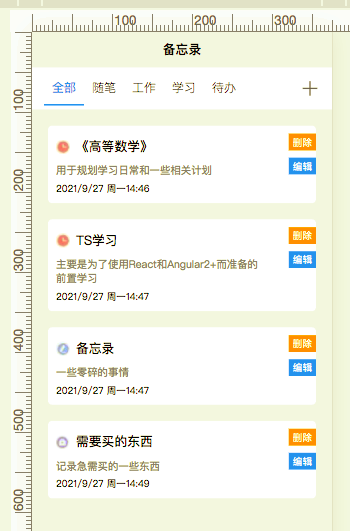 100 200 300
备忘录
全部 随笔 工作 学习 待办
100
《高等数学》
删除
用于规划学习日常和一些相关计划
编辑
2021/9/27 周一14:46
200
TS学习
删除
主要是为了使用React和Angular2+而准备的
前置学习
编辑
2021/9/27 周一14:47
300
备忘录
删除
一些零碎的事情
编辑
2021/9/27 周一14:47
400
需要买的东西
删除
记录急需买的一些东西
编辑
2021/9/27 周一14:49
500
600